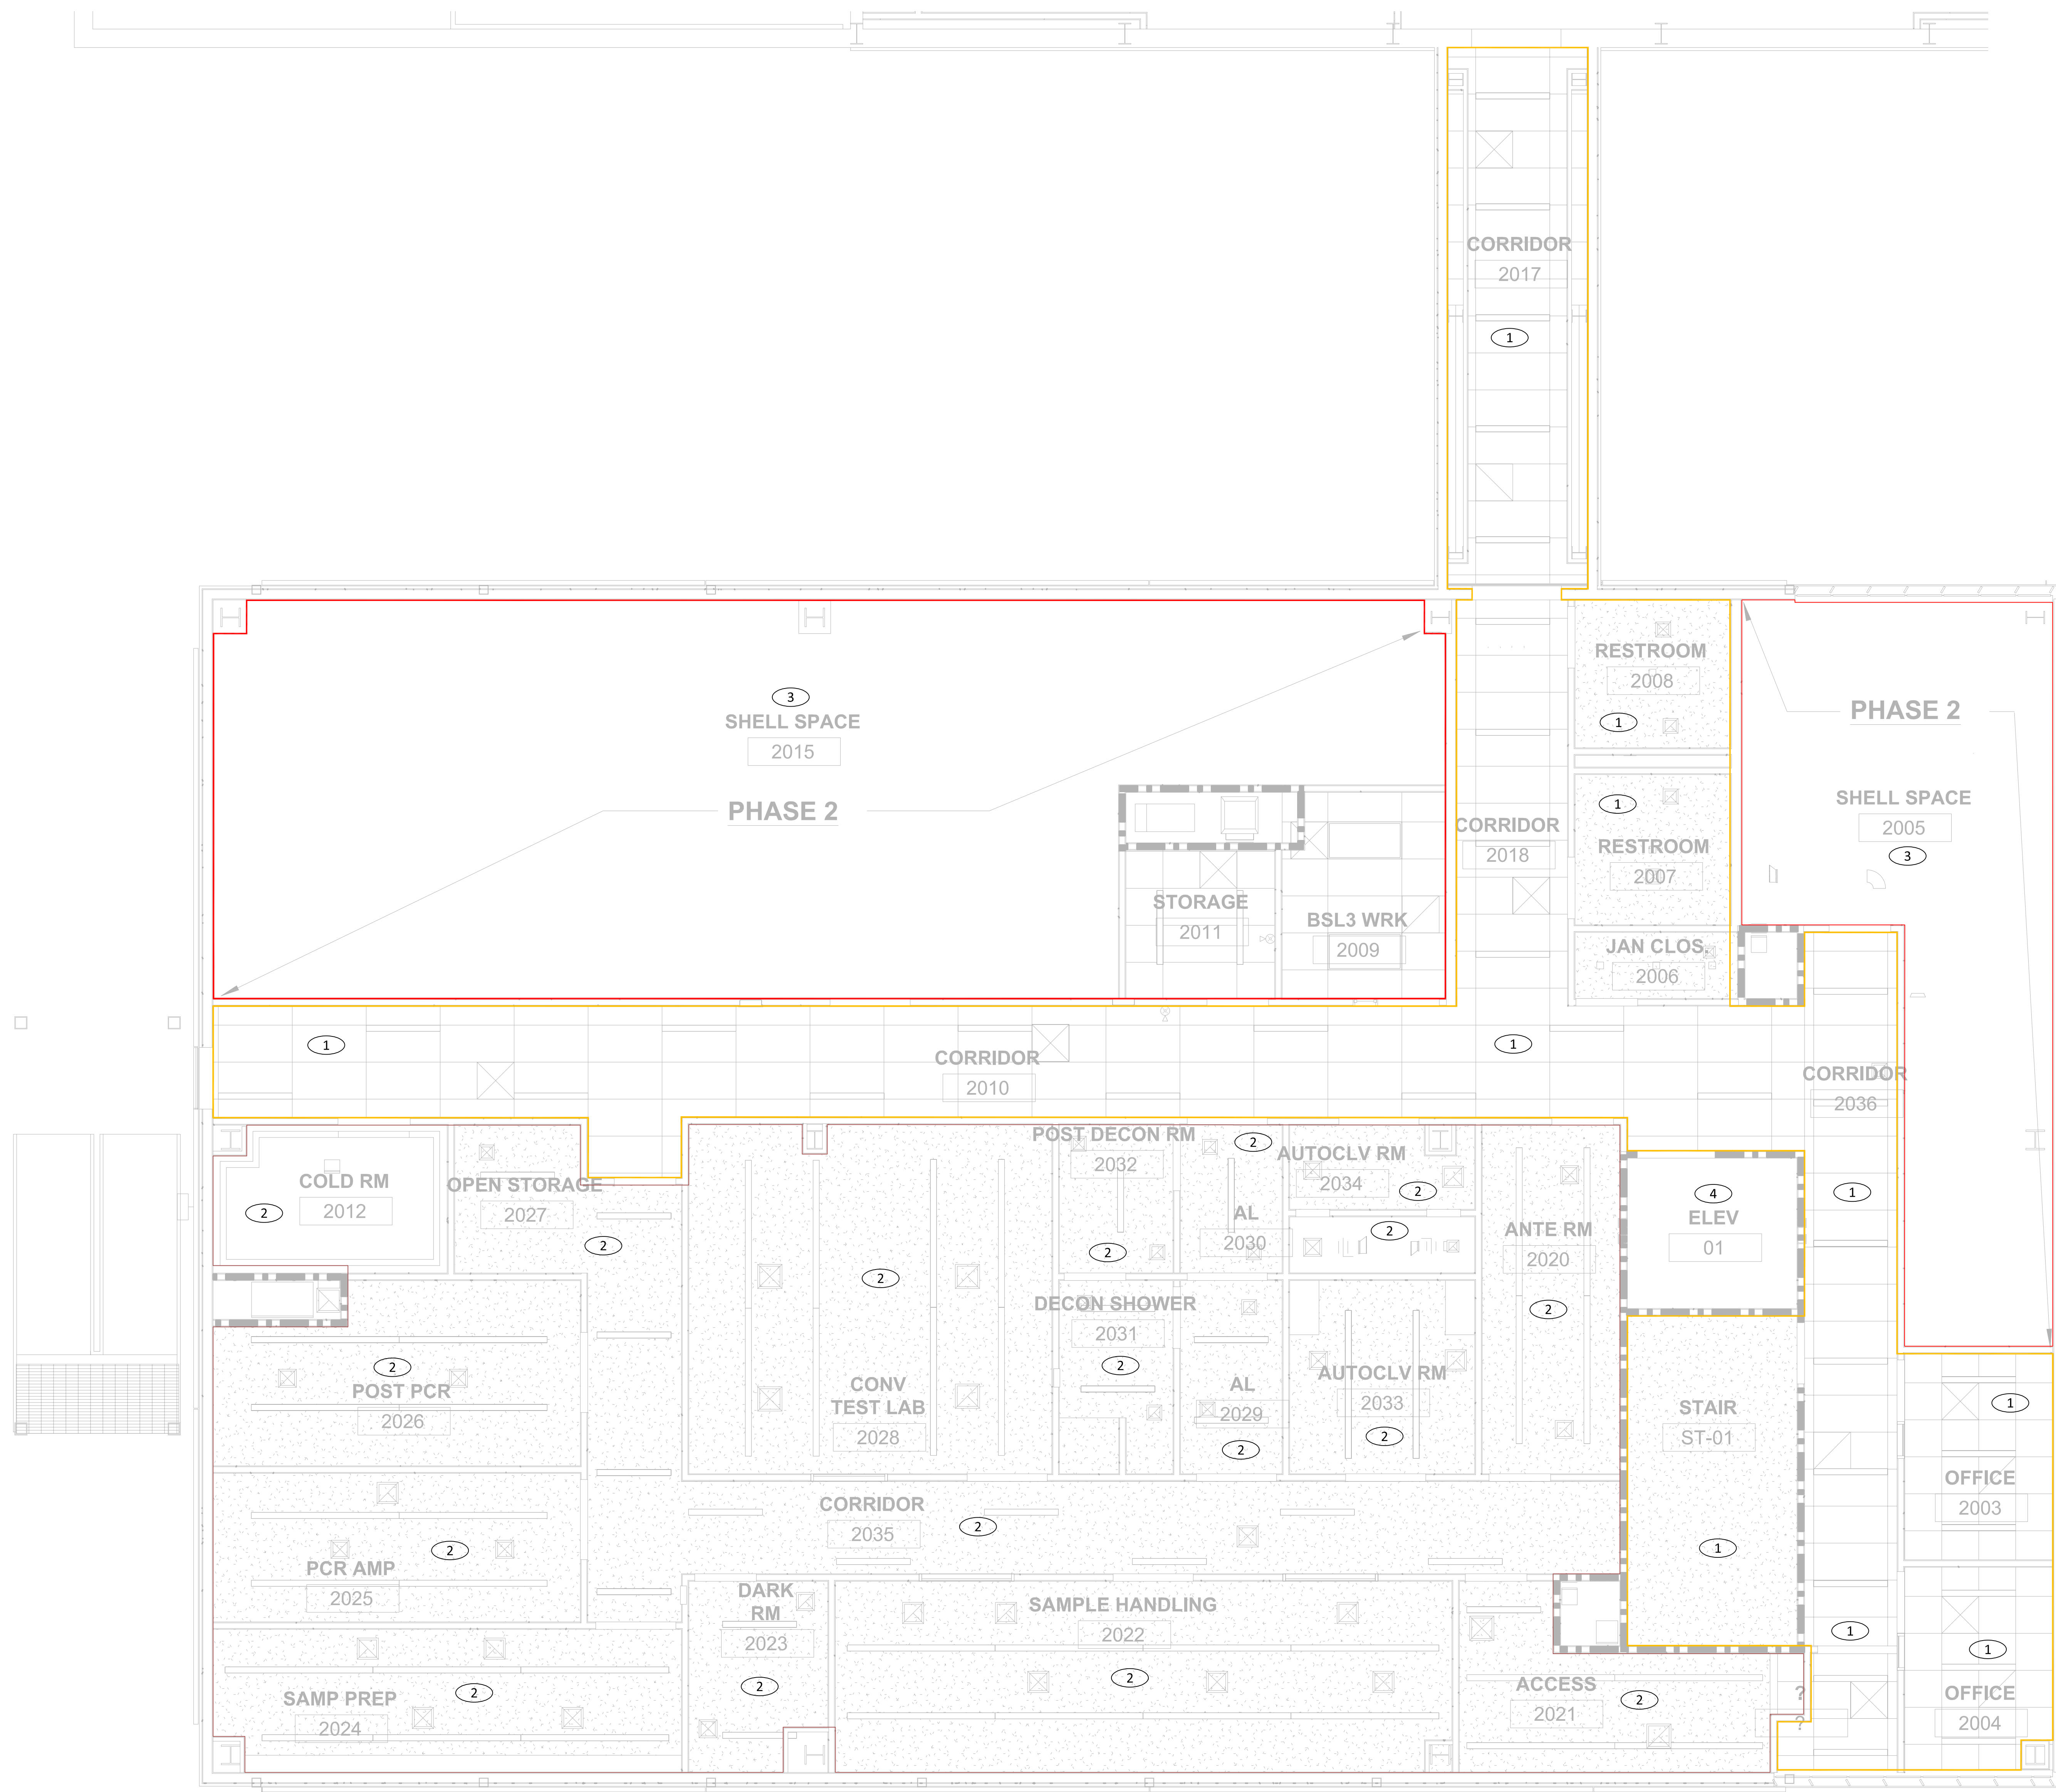 CORRIDOR
2017
1
RESTROOM
2008
1
3
SHELL SPACE
2015
PHASE 2
PHASE 2
SHELL SPACE
2005
3
1
RESTROOM
2007
CORRIDOR
2018
STORAGE
2011
BSL3 WRK
2009
JAN CLOS.
2006
1
1
CORRIDOR
2010
CORRIDOR
2036
COLD RM
2012
2
OPEN STORAGE
2027
2
2
POST DECON RM
2032
2
2
AL
2030
AUTOCLV RM
2034
2
2
ANTE RM
2020
2
4
ELEV
01
1
DECON SHOWER
2031
2
2
POST PCR
2026
CONV
TEST LAB
2028
AL
2029
2
AUTOCLV RM
2033
2
STAIR
ST-01
1
1
OFFICE
2003
CORRIDOR
2035
2
2
PCR AMP
2025
DARK
RM
2023
2
SAMPLE HANDLING
2022
2
1
1
SAMP PREP
2024
2
ACCESS
2021
2
?
?
OFFICE
2004